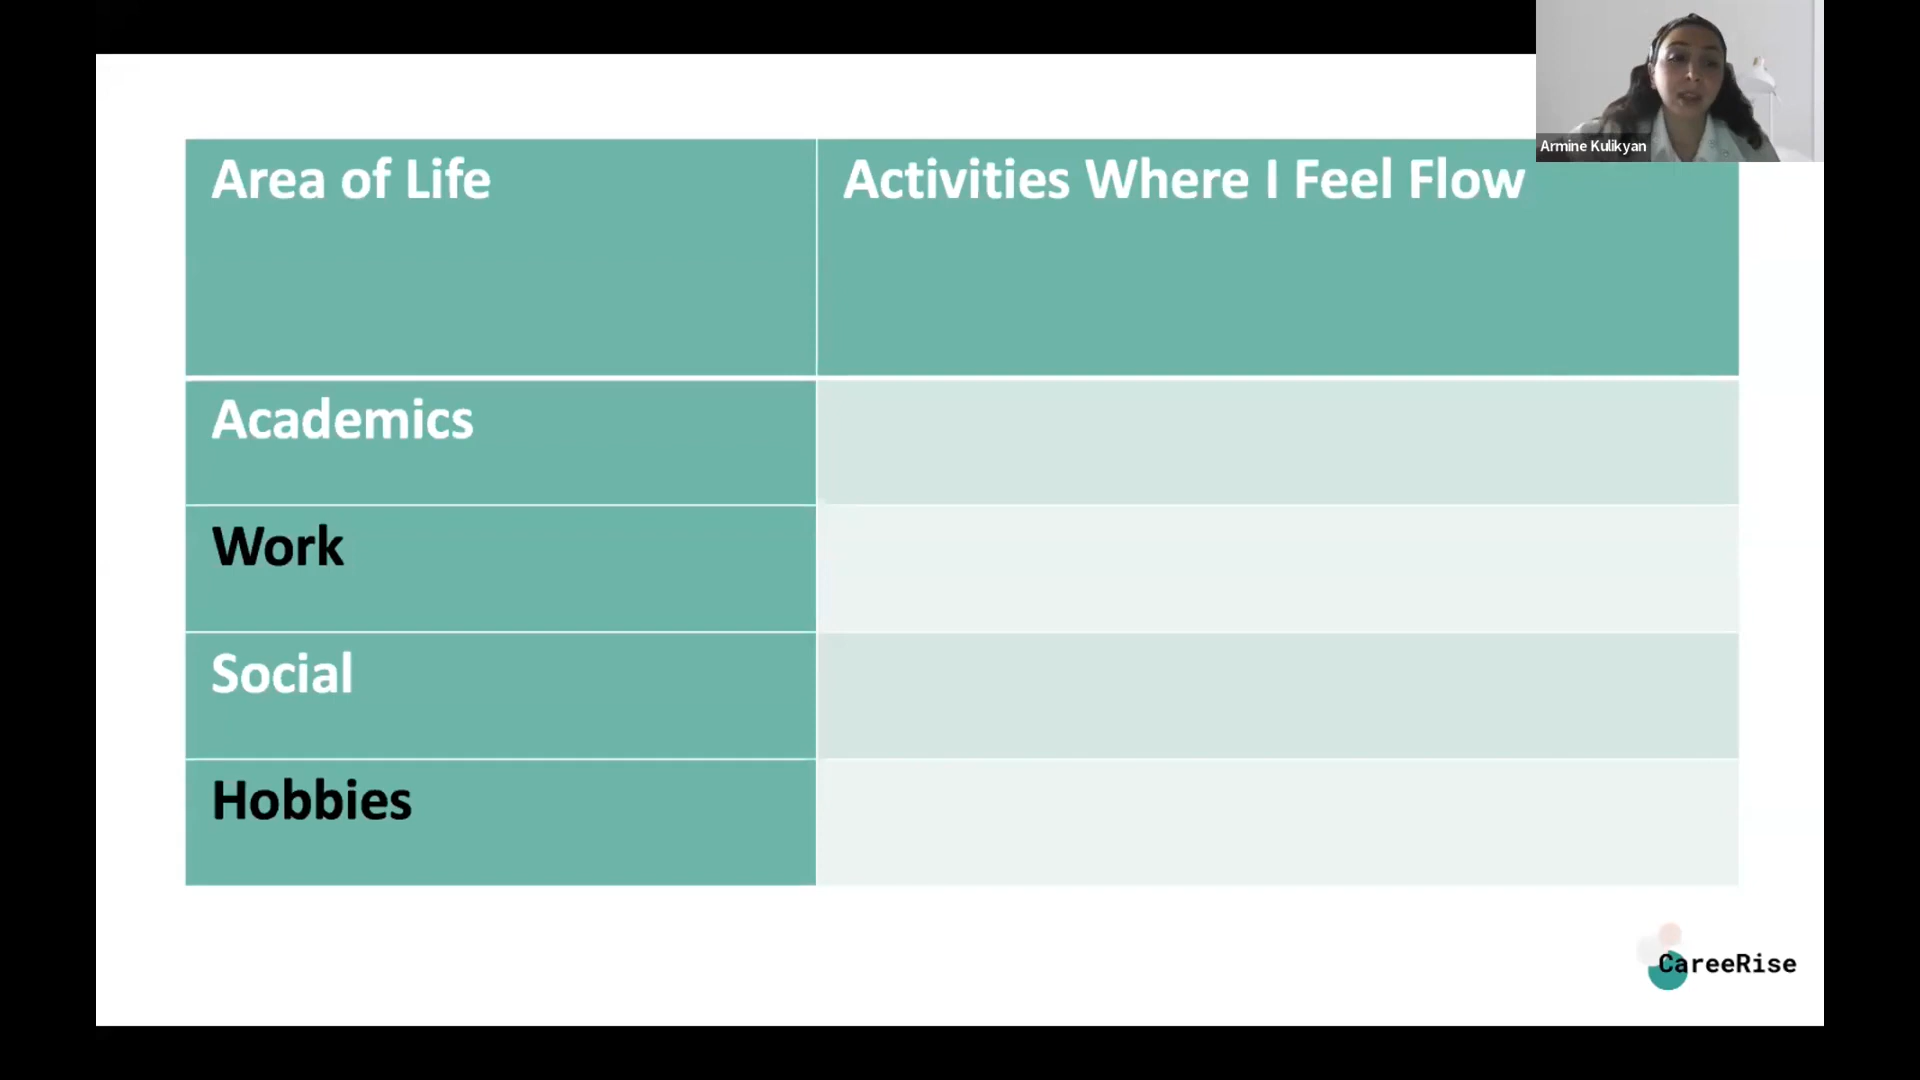 Armine Kulikyan
Area of Life
Activities Where I Feel Flow
Academics
Work
Social
Hobbies
CareeRise